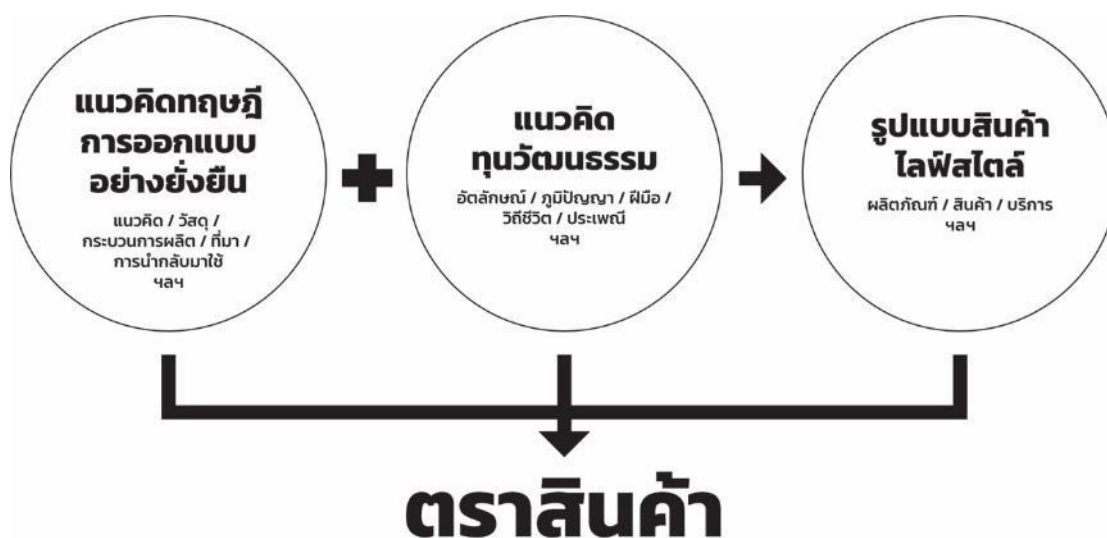 แนวคิดทฤษฎี
การออกแบบ
อย่างยั่งยืน
แนวคิด / วัสดุ /
กระบวนการผลิต / ที่มา /
การนำกลับมาใช้
ฯลฯ
แนวคิด
ทุนวัฒนธรรม
อัตลักษณ์ / ภูมิปัญญา / ฝีมือ /
วิถีชีวิต / ประเพณี
ฯลฯ
รูปแบบสินค้า
ไลฟ์สไตล์
ผลิตภัณฑ์ / สินค้า / บริการ
ฯลฯ
ตราสินค้า